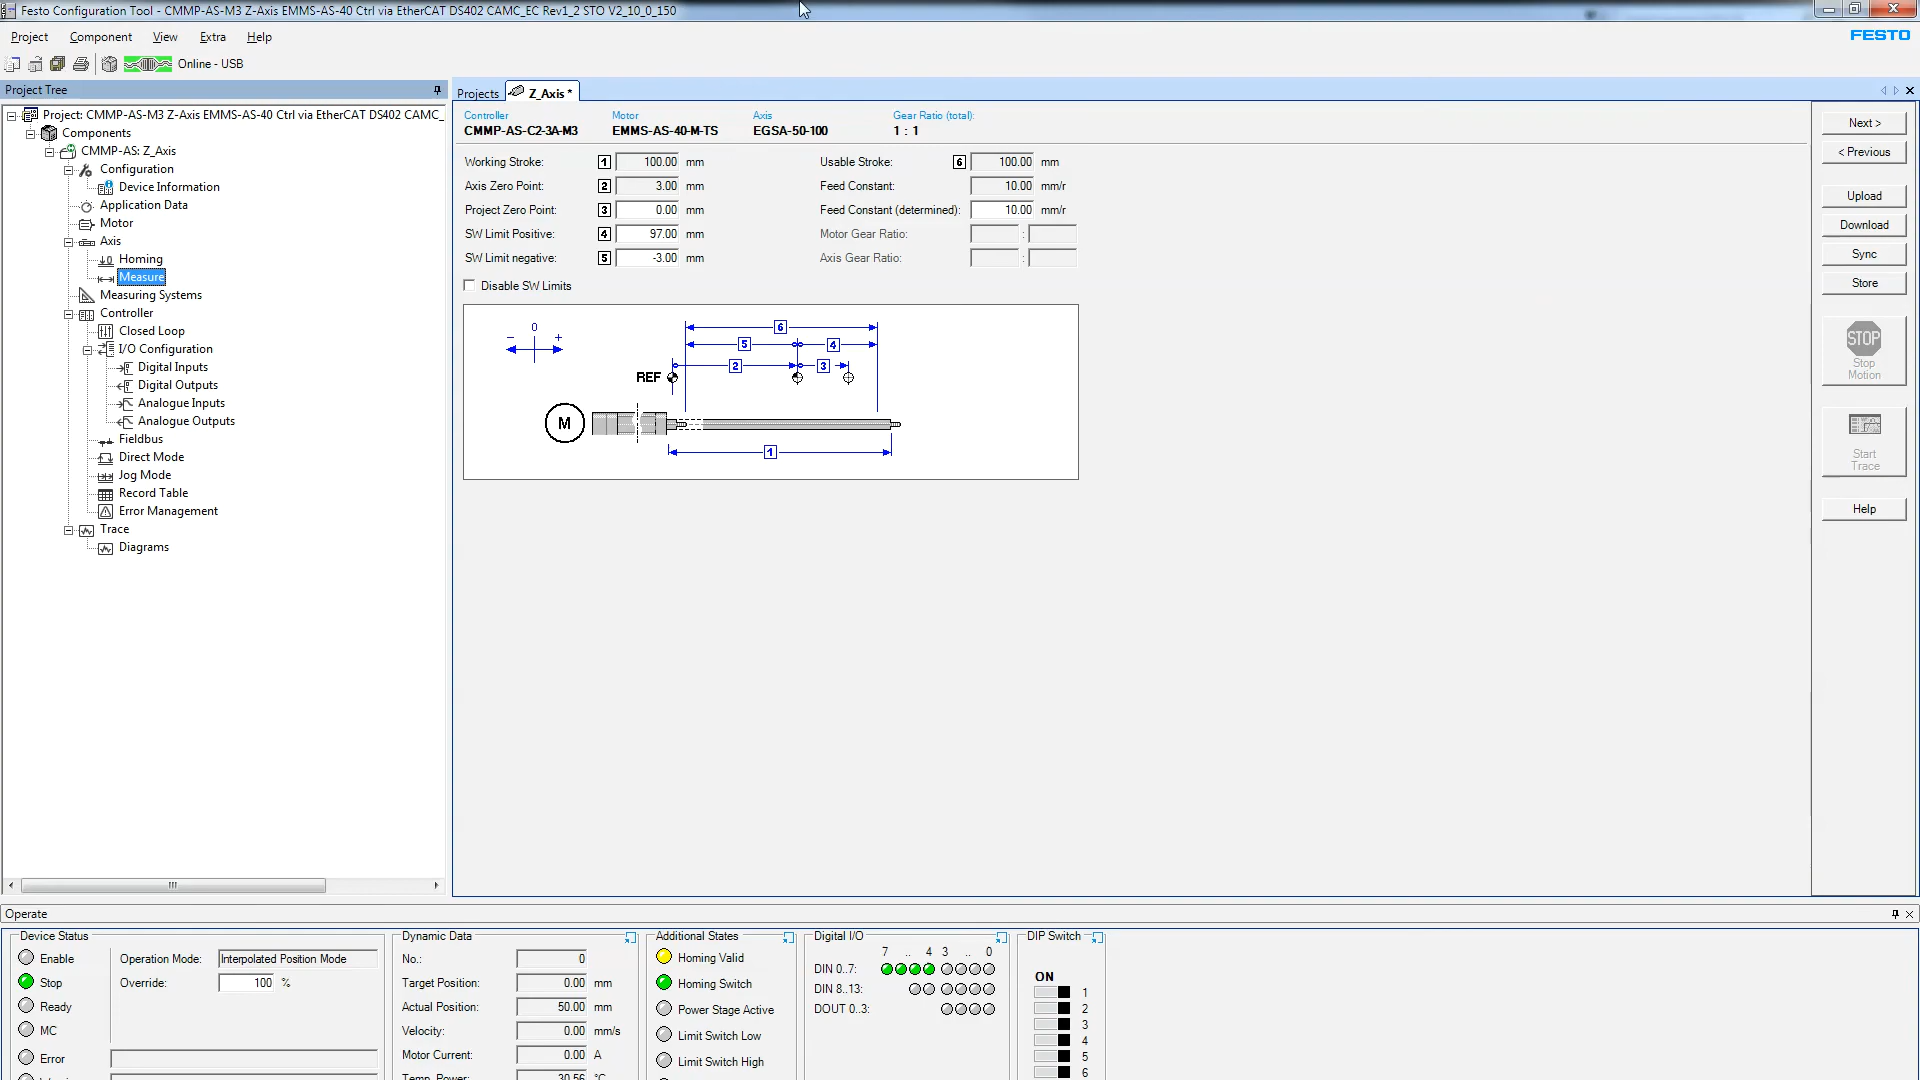 Festo Configuration Tool - CMMP-AS-M3 Z-Axis EMMS-AS-40 Ctrl via EtherCAT DS402 CAMC_EC Rev1_2 STO V2_10_0_150
Project Component View Extra Help
FESTO
Online - USB
Project Tree
Project: CMMP-AS-M3 Z-Axis EMMS-AS-40 Ctrl via EtherCAT DS402 CAMC_
Components
CMMP-AS: Z_Axis
Configuration
Device Information
Application Data
Motor
Axis
Homing
Measure
Measuring Systems
Controller
Closed Loop
I/O Configuration
Digital Inputs
Digital Outputs
Analogue Inputs
Analogue Outputs
Fieldbus
Direct Mode
Jog Mode
Record Table
Error Management
Trace
Diagrams
Projects Z_Axis *
Controller Motor Axis Gear Ratio (total):
CMMP-AS-C2-3A-M3 EMMS-AS-40-M-TS EGSA-50-100 1 : 1
Working Stroke: 1 100.00 mm Usable Stroke: 6 100.00 mm
Axis Zero Point: 2 3.00 mm Feed Constant: 10.00 mm/r
Project Zero Point: 3 0.00 mm Feed Constant (determined): 10.00 mm/r
SW Limit Positive: 4 97.00 mm Motor Gear Ratio: :
SW Limit negative: 5 -3.00 mm Axis Gear Ratio: :
Disable SW Limits
0 6
- + 5 4
2 3
REF
M
1
Next >
< Previous
Upload
Download
Sync
Store
STOP
Stop
Motion
Start
Trace
Help
Operate
Device Status
Enable Operation Mode: Interpolated Position Mode
Stop Override: 100 %
Ready
MC
Error
Dynamic Data
No.: 0
Target Position: 0.00 mm
Actual Position: 50.00 mm
Velocity: 0.00 mm/s
Motor Current: 0.00 A
Temp. Power: 30.56 °C
Additional States
Homing Valid
Homing Switch
Power Stage Active
Limit Switch Low
Limit Switch High
Digital I/O
7 .. 4 3 .. 0
DIN 0..7:
DIN 8..13:
DOUT 0..3:
DIP Switch
ON
1
2
3
4
5
6